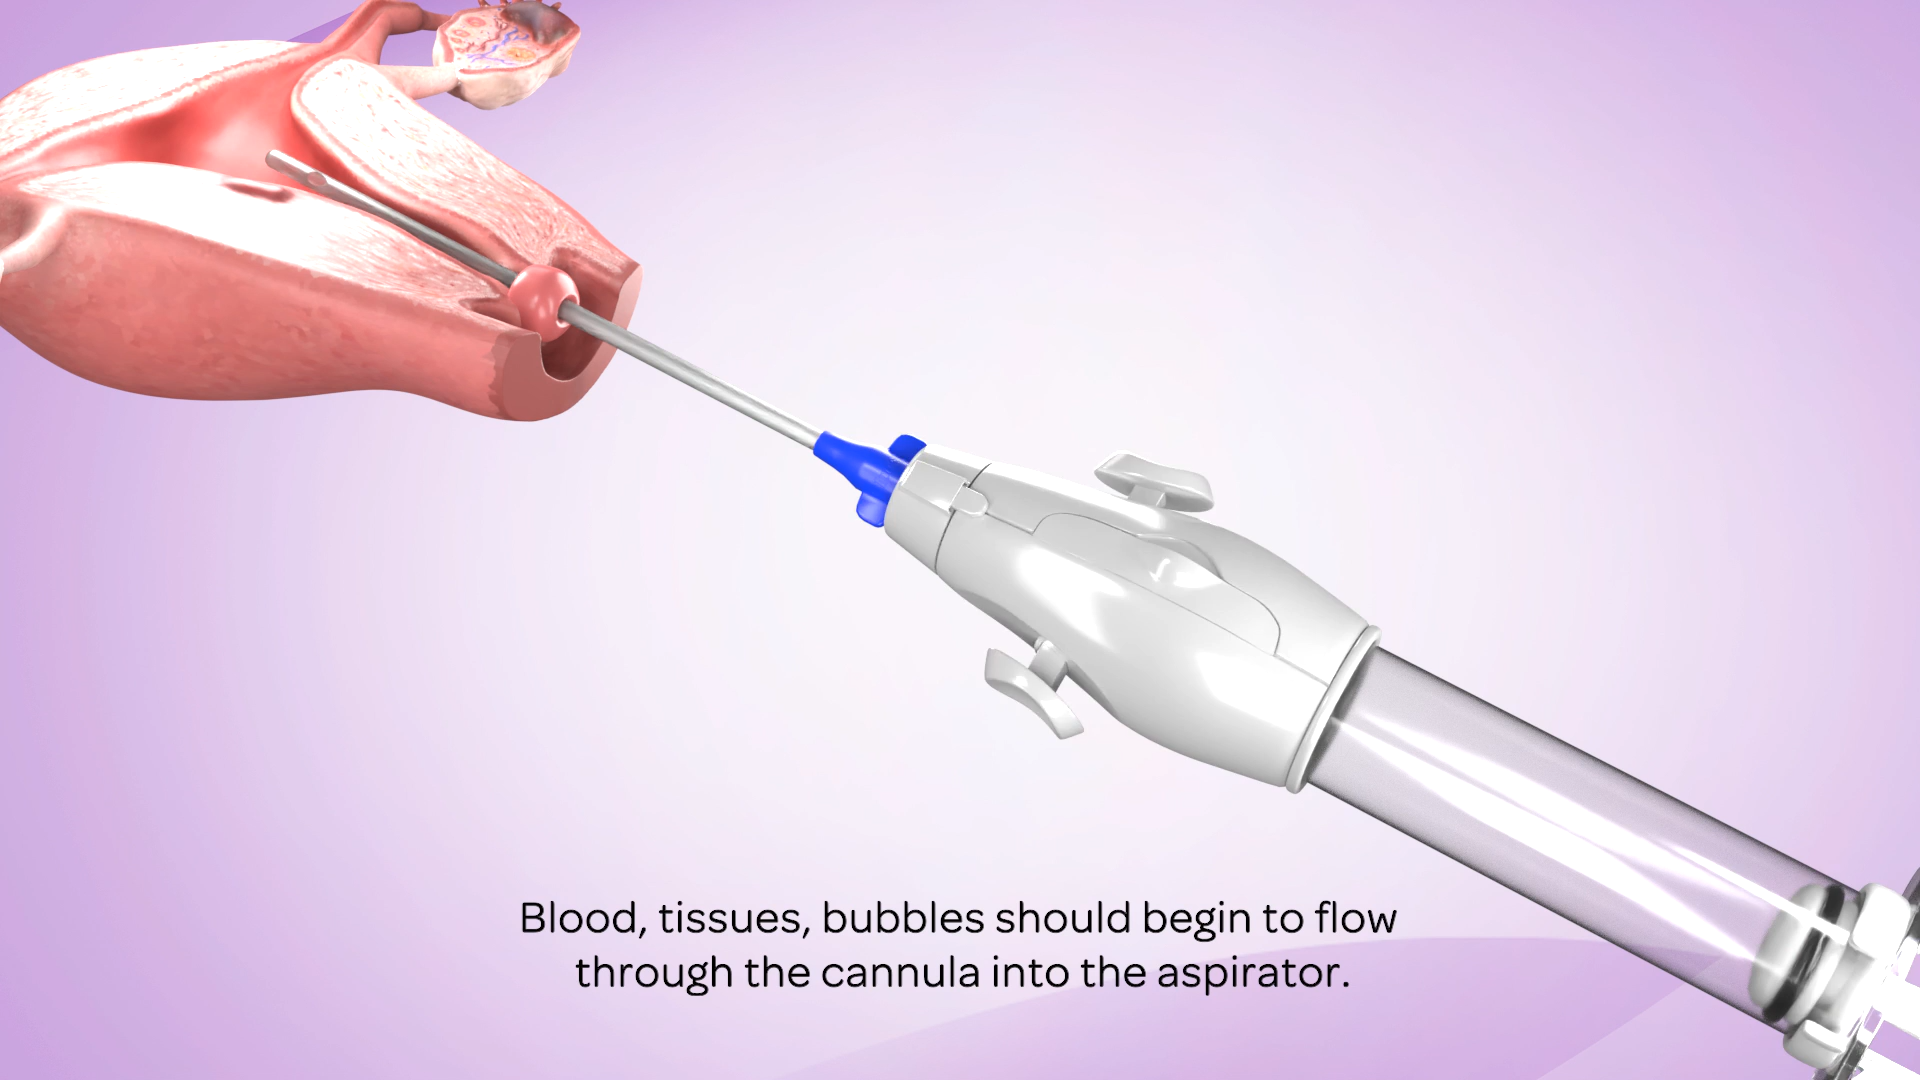 Blood, tissues, bubbles should begin to flow
through the cannula into the aspirator.